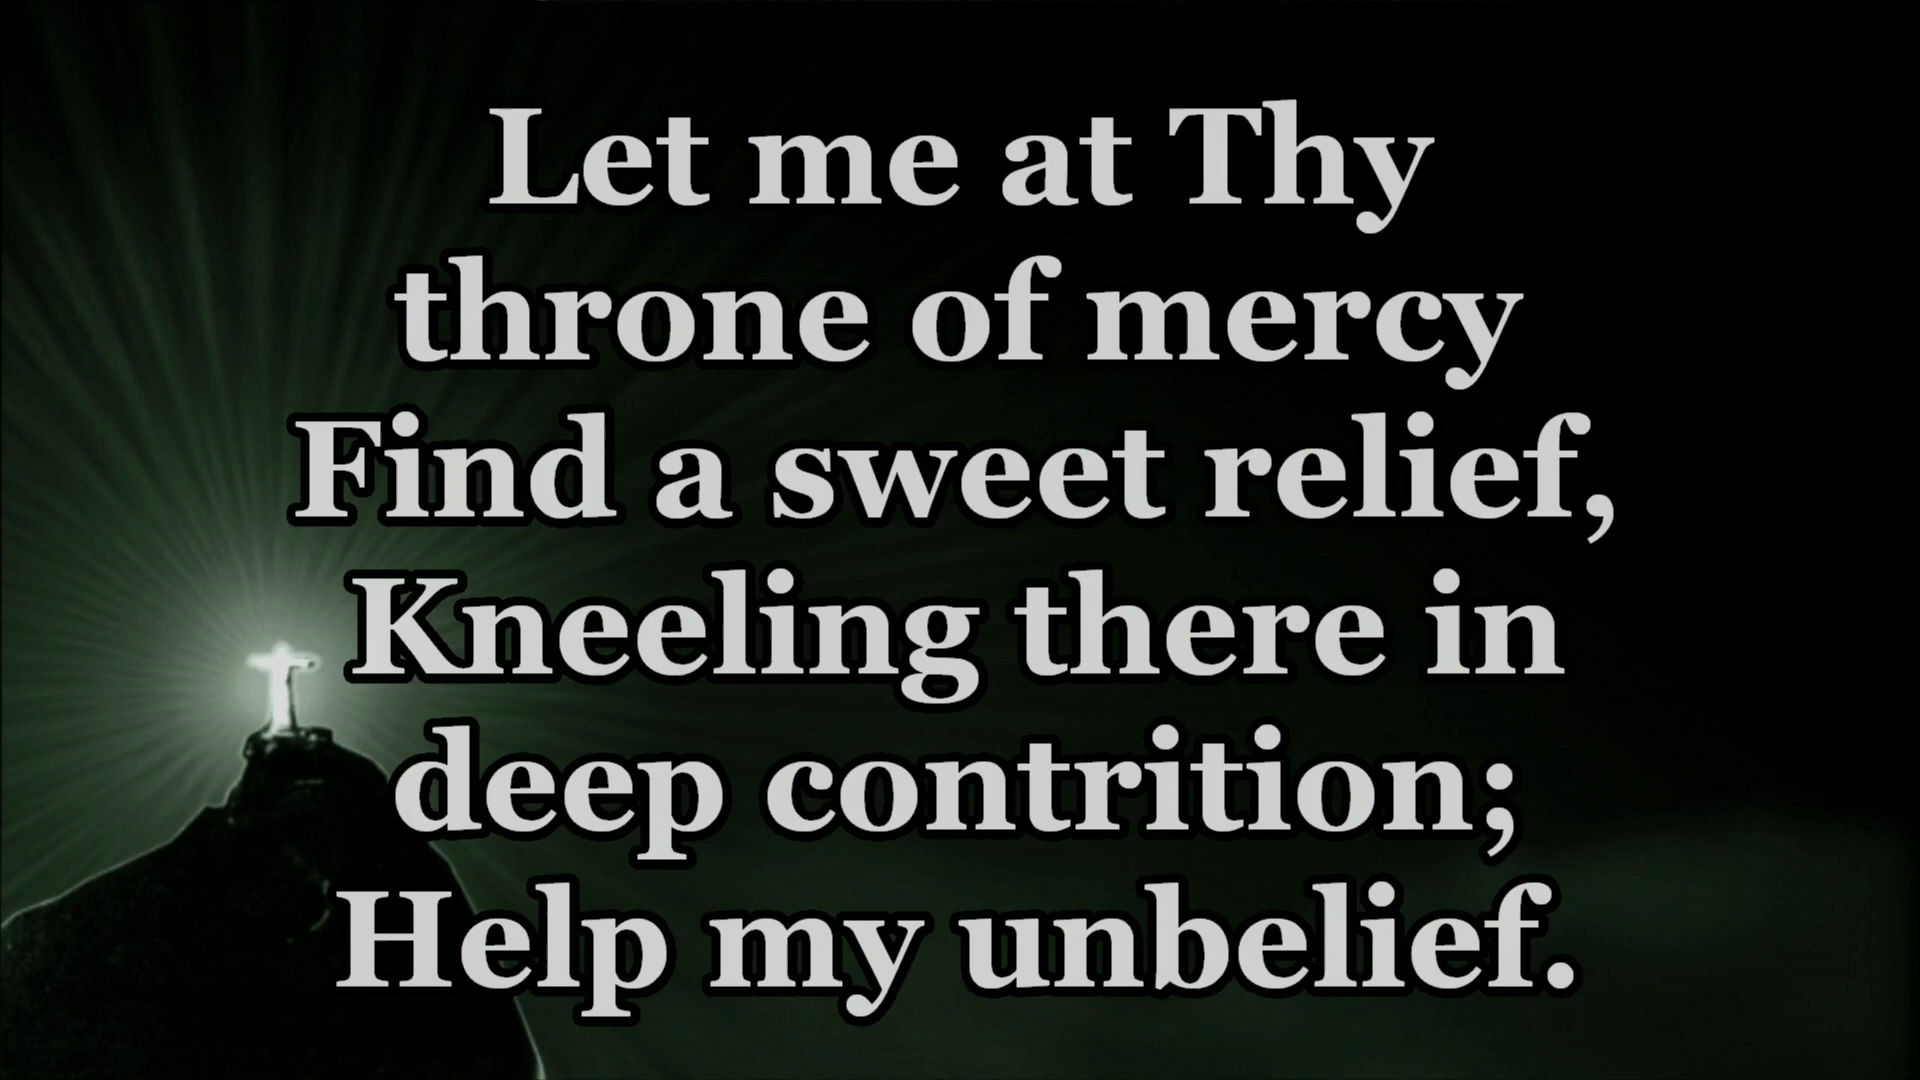 Let me at Thy
throne of mercy
Find a sweet relief,
Kneeling there in
deep contrition;
Help my unbelief.